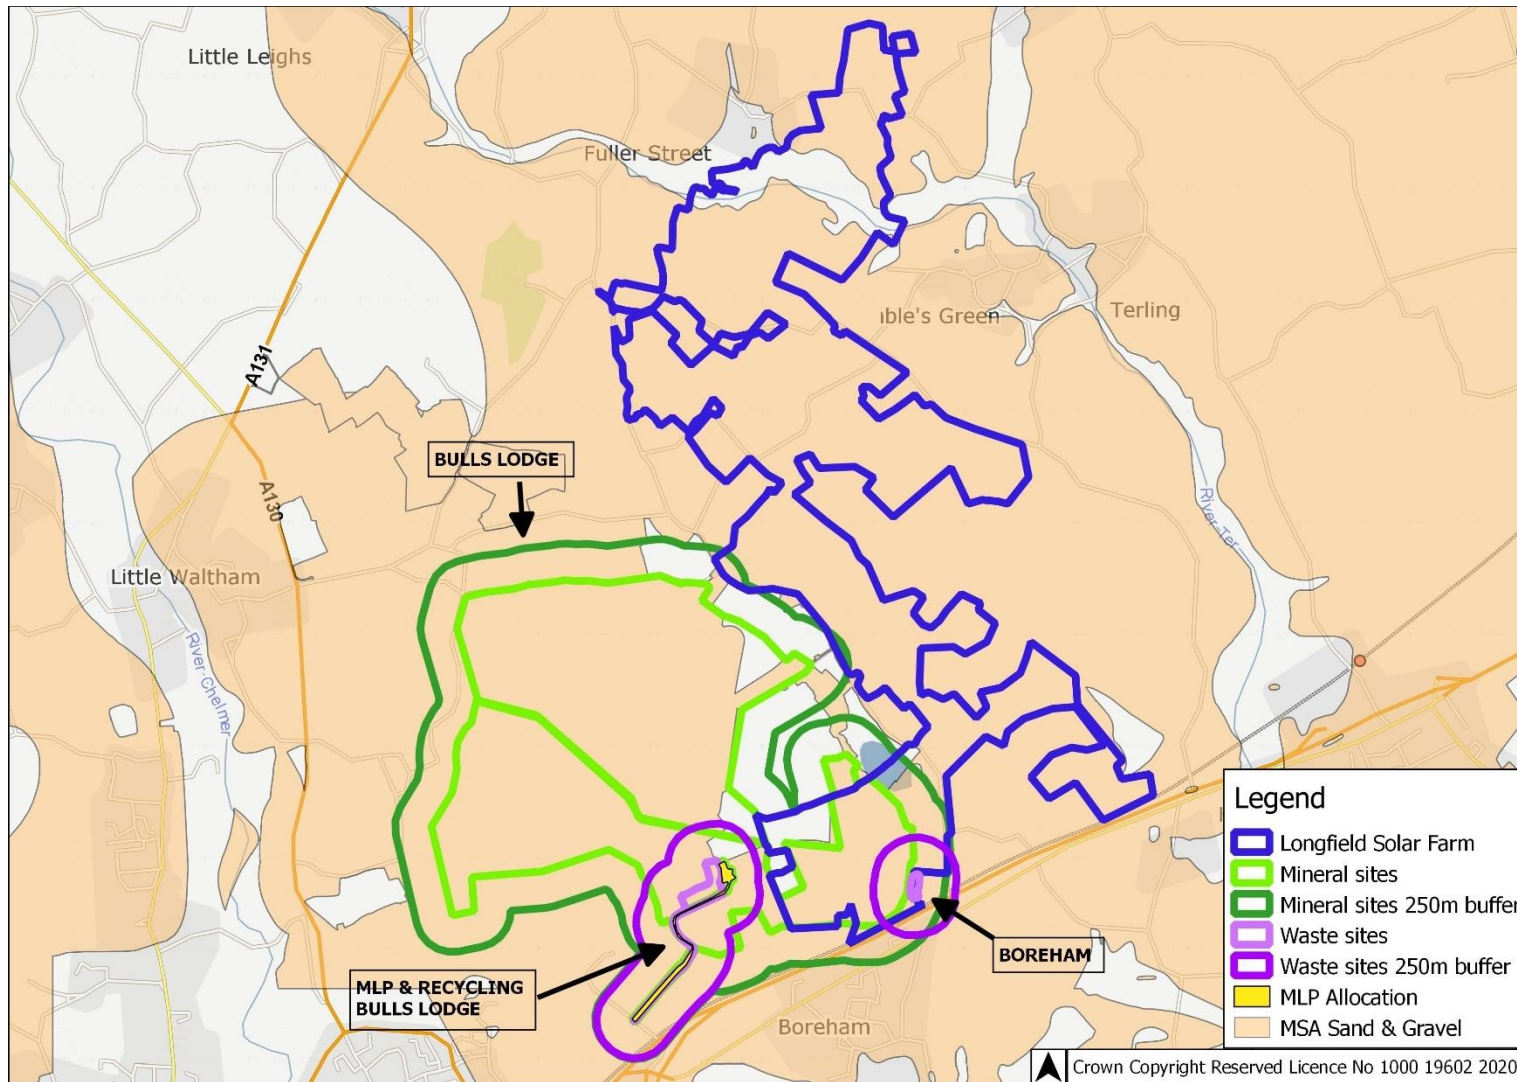 Little Leighs
Fuller Street
ible's Green
Terling
A131
BULLS LODGE
A130
River-Ter
Little Waltham
River-Chelmer
Legend
Longfield Solar Farm
Mineral sites
Mineral sites 250m buffer
Waste sites
Waste sites 250m buffer
MLP Allocation
MSA Sand & Gravel
BOREHAM
MLP & RECYCLING
BULLS LODGE
Boreham
Crown Copyright Reserved Licence No 1000 19602 2020